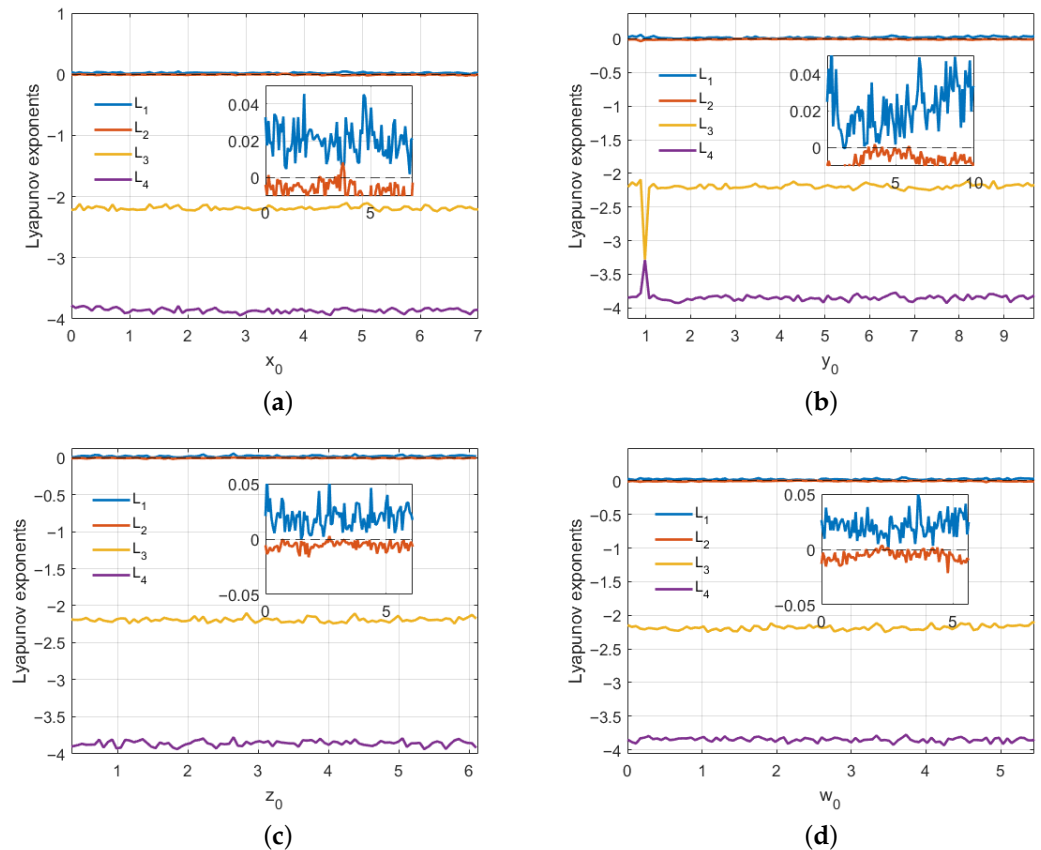 1
0
−1
−2
−3
−4
Lyapunov exponents
L1
L2
L3
L4
0.04
0.02
0
0
5
0 1 2 3 4 5 6 7
x0
(a)
0
−0.5
−1
−1.5
−2
−2.5
−3
−3.5
−4
Lyapunov exponents
L1
L2
L3
L4
0.04
0.02
0
5
10
1 2 3 4 5 6 7 8 9
y0
(b)
0
−0.5
−1
−1.5
−2
−2.5
−3
−3.5
−4
Lyapunov exponents
L1
L2
L3
L4
0.05
0
−0.05
0
5
1 2 3 4 5 6
z0
(c)
0
−0.5
−1
−1.5
−2
−2.5
−3
−3.5
−4
Lyapunov exponents
L1
L2
L3
L4
0.05
0
−0.05
0
5
0 1 2 3 4 5
w0
(d)